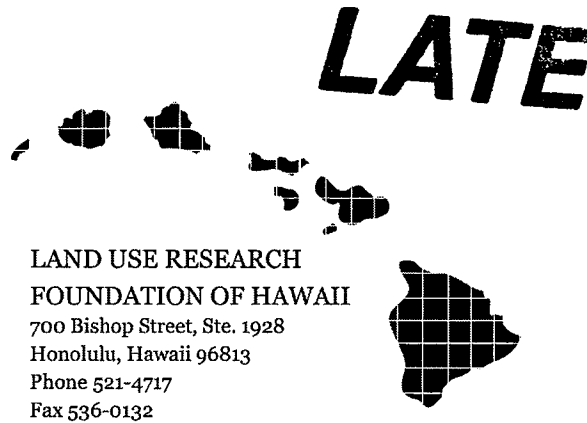 LATE
LAND USE RESEARCH
FOUNDATION OF HAWAII
700 Bishop Street, Ste. 1928
Honolulu, Hawaii 96813
Phone 521-4717
Fax 536-0132